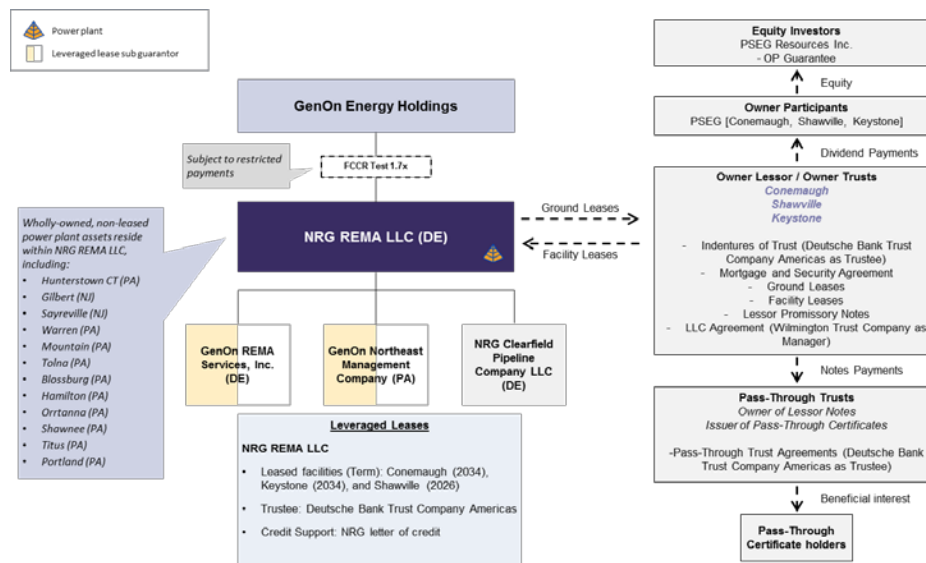 Power plant
Leveraged lease sub guarantor
GenOn Energy Holdings
Subject to restricted
payments
FCCR Test 1.7x
Wholly-owned, non-leased
power plant assets reside
within NRG REMA LLC,
including:
• Hunterstown CT (PA)
• Gilbert (NJ)
• Sayreville (NJ)
• Warren (PA)
• Mountain (PA)
• Tolna (PA)
• Blossburg (PA)
• Hamilton (PA)
• Orrtanna (PA)
• Shawnee (PA)
• Titus (PA)
• Portland (PA)
NRG REMA LLC (DE)
Ground Leases
Facility Leases
GenOn REMA
Services, Inc.
(DE)
GenOn Northeast
Management
Company (PA)
NRG Clearfield
Pipeline
Company LLC
(DE)
Leveraged Leases
NRG REMA LLC
• Leased facilities (Term): Conemaugh (2034),
Keystone (2034), and Shawville (2026)
• Trustee: Deutsche Bank Trust Company Americas
• Credit Support: NRG letter of credit
Equity Investors
PSEG Resources Inc.
- OP Guarantee
Equity
Owner Participants
PSEG [Conemaugh, Shawville, Keystone]
Dividend Payments
Owner Lessor / Owner Trusts
Conemaugh
Shawville
Keystone
- Indentures of Trust (Deutsche Bank Trust
Company Americas as Trustee)
- Mortgage and Security Agreement
- Ground Leases
- Facility Leases
- Lessor Promissory Notes
- LLC Agreement (Wilmington Trust Company as
Manager)
Notes Payments
Pass-Through Trusts
Owner of Lessor Notes
Issuer of Pass-Through Certificates
-Pass-Through Trust Agreements (Deutsche Bank
Trust Company Americas as Trustee)
Beneficial interest
Pass-Through
Certificate holders